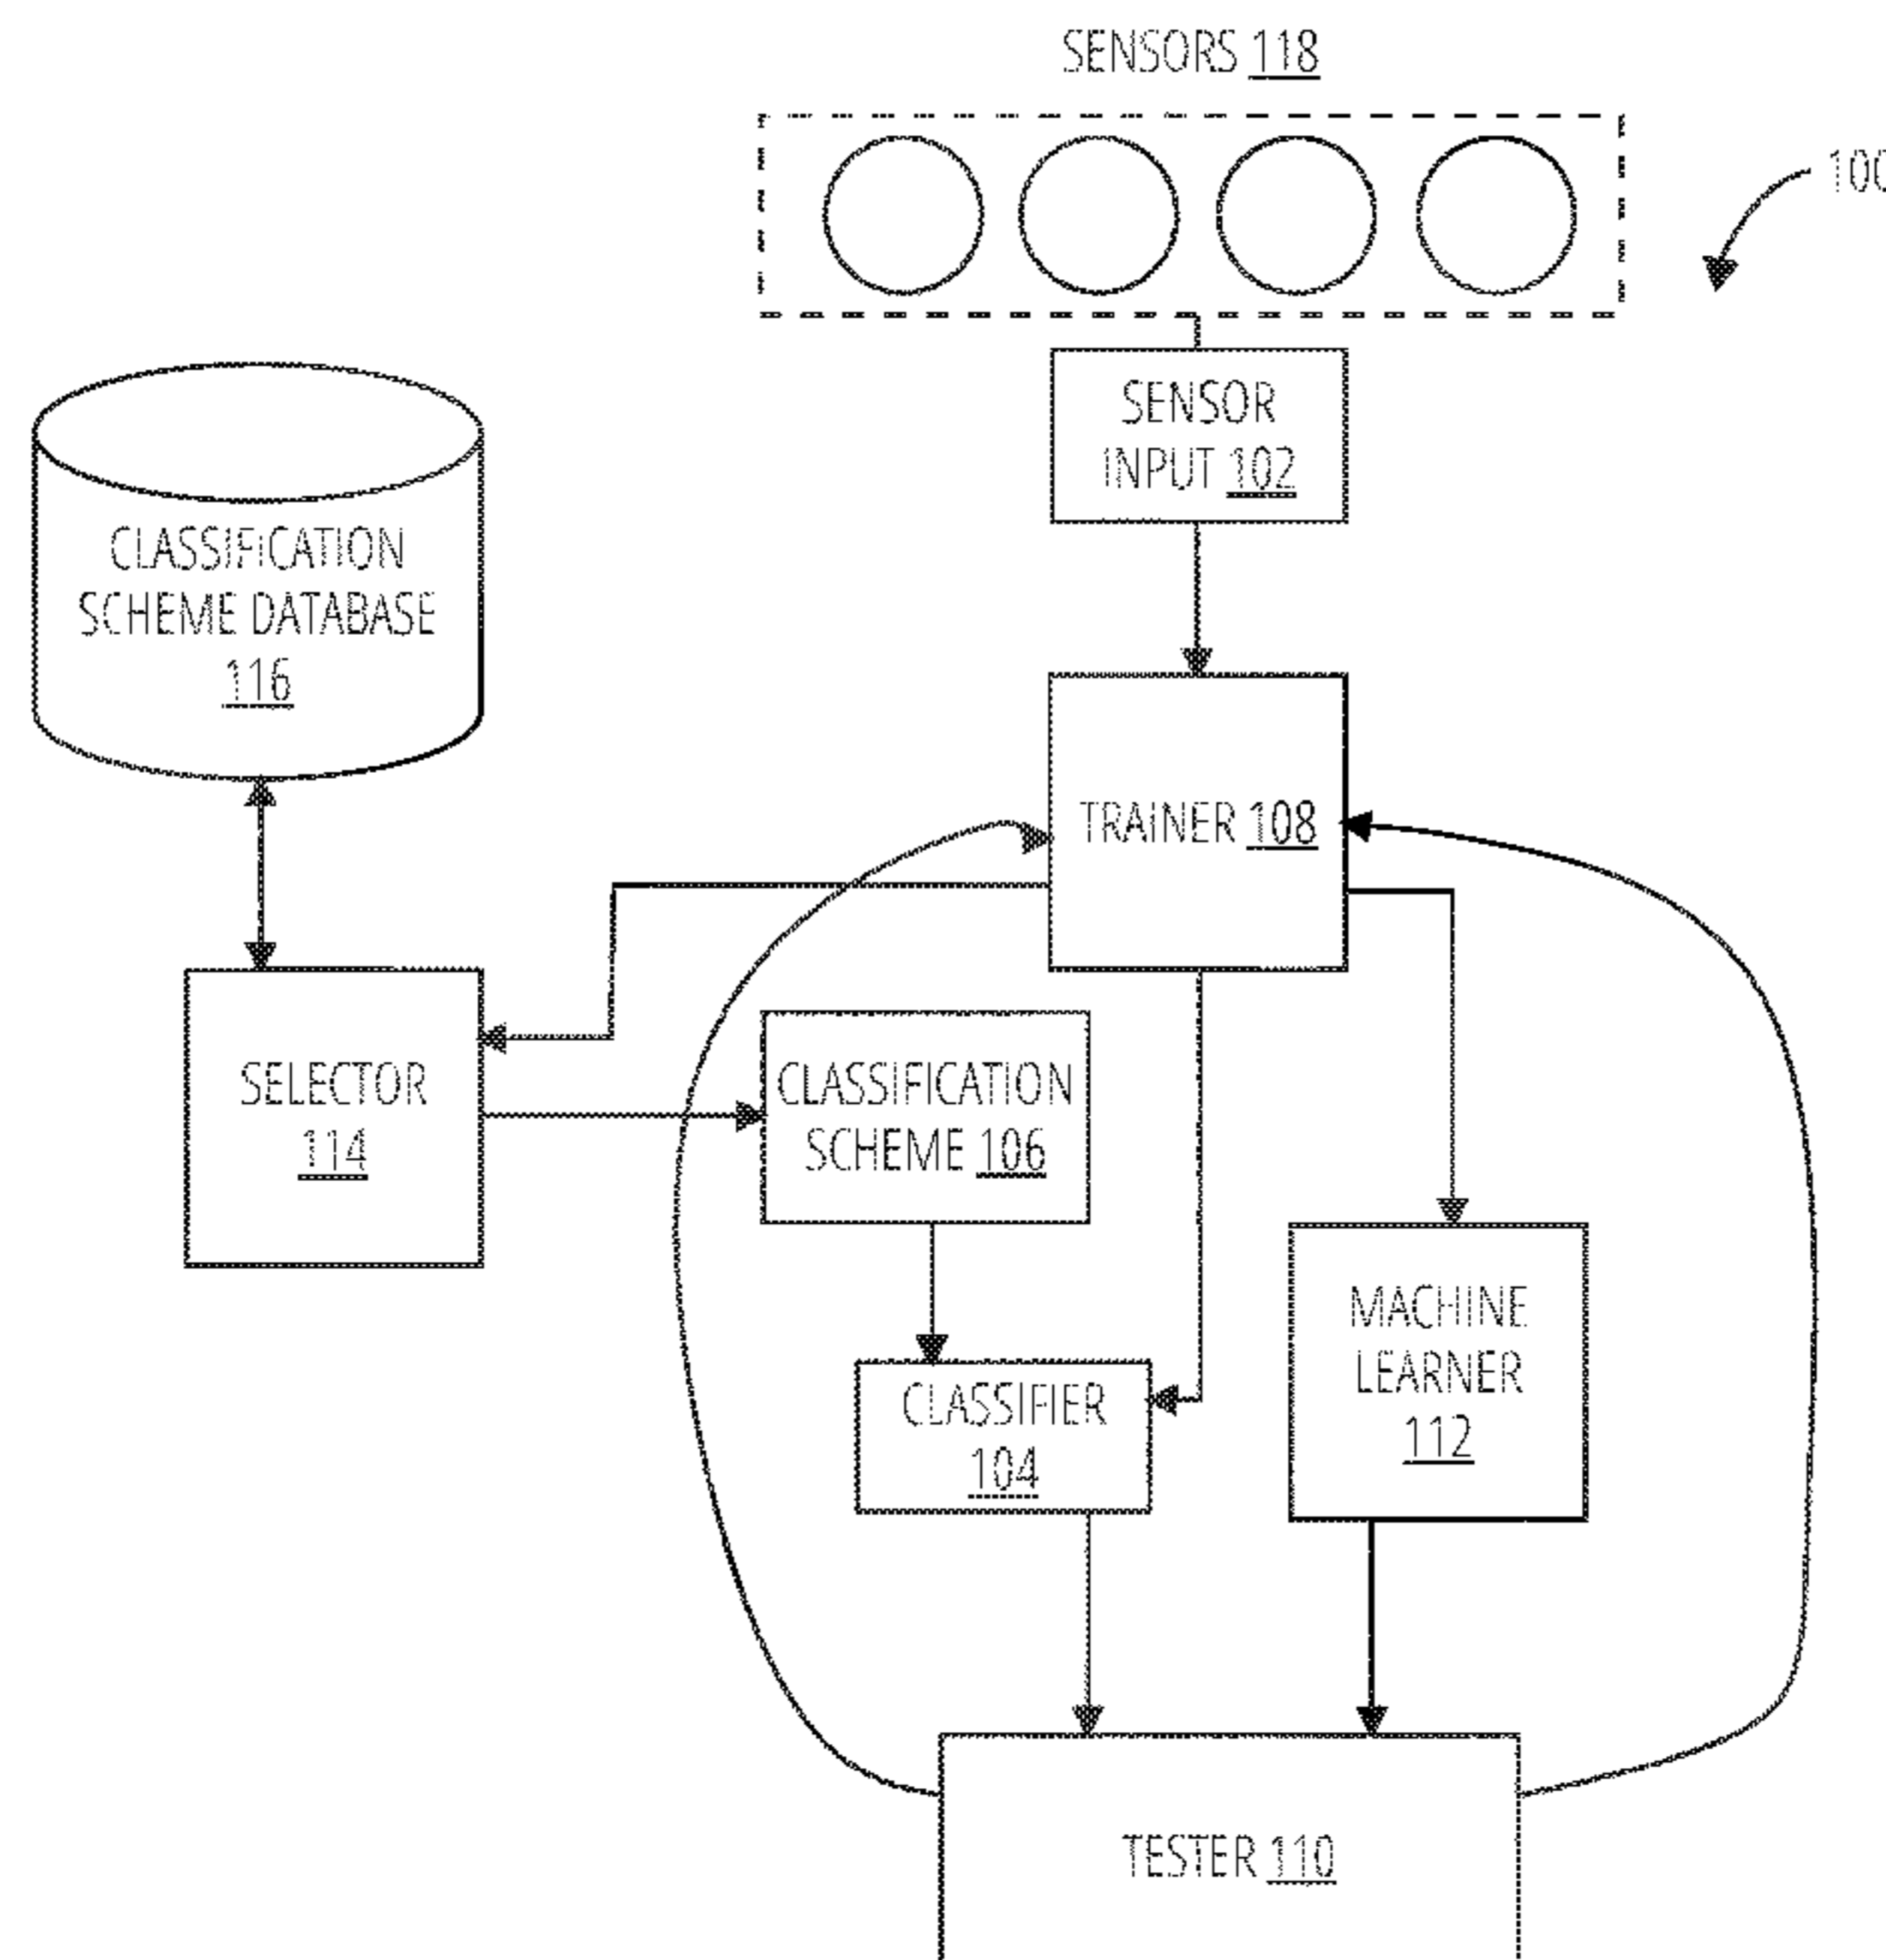 SENSORS 118
100
SENSOR
INPUT 102
CLASSIFICATION
SCHEME DATABASE
116
TRAINER 108
SELECTOR
114
CLASSIFICATION
SCHEME 106
MACHINE
LEARNER
112
CLASSIFIER
104
TESTER 110